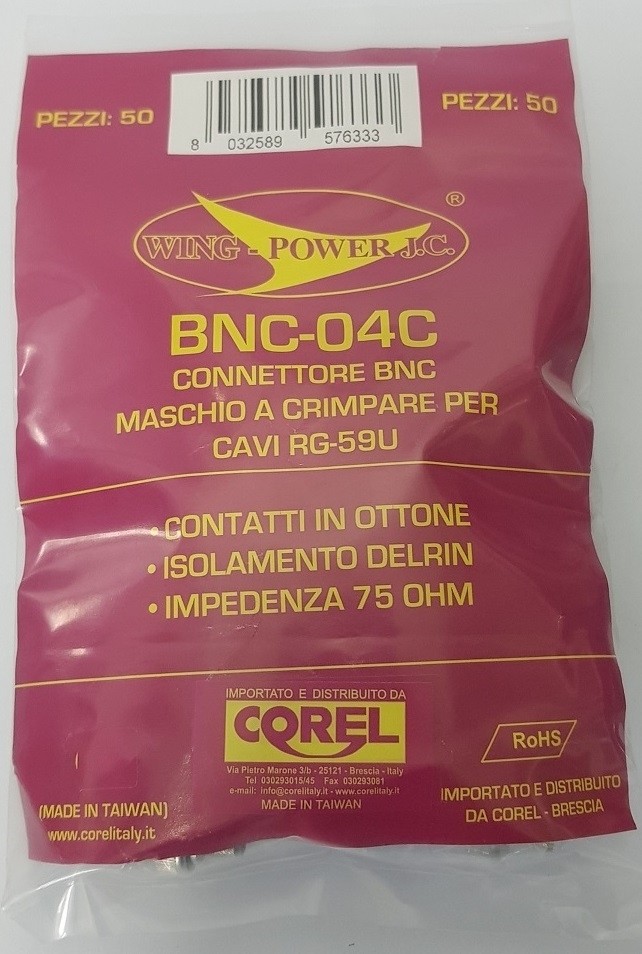 PEZZI: 50
PEZZI: 50
8 032589 576333
WING - POWER J.C. ®
BNC-04C
CONNETTORE BNC
MASCHIO A CRIMPARE PER
CAVI RG-59U
• CONTATTI IN OTTONE
• ISOLAMENTO DELRIN
• IMPEDENZA 75 OHM
IMPORTATO E DISTRIBUITO DA
COREL
Via Pietro Marone 3/b - 25121 - Brescia - Italy
Tel 030293015/45 Fax 030293081
e-mail: info@corelitaly.it - www.corelitaly.it
MADE IN TAIWAN
(MADE IN TAIWAN)
www.corelitaly.it
RoHS
IMPORTATO E DISTRIBUITO
DA COREL - BRESCIA